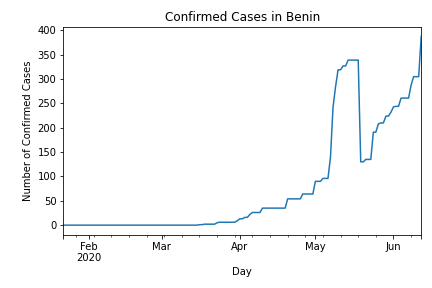 Confirmed Cases in Benin
400
350
300
250
200
150
100
50
0
Number of Confirmed Cases
Feb
2020
Mar
Apr
May
Jun
Day